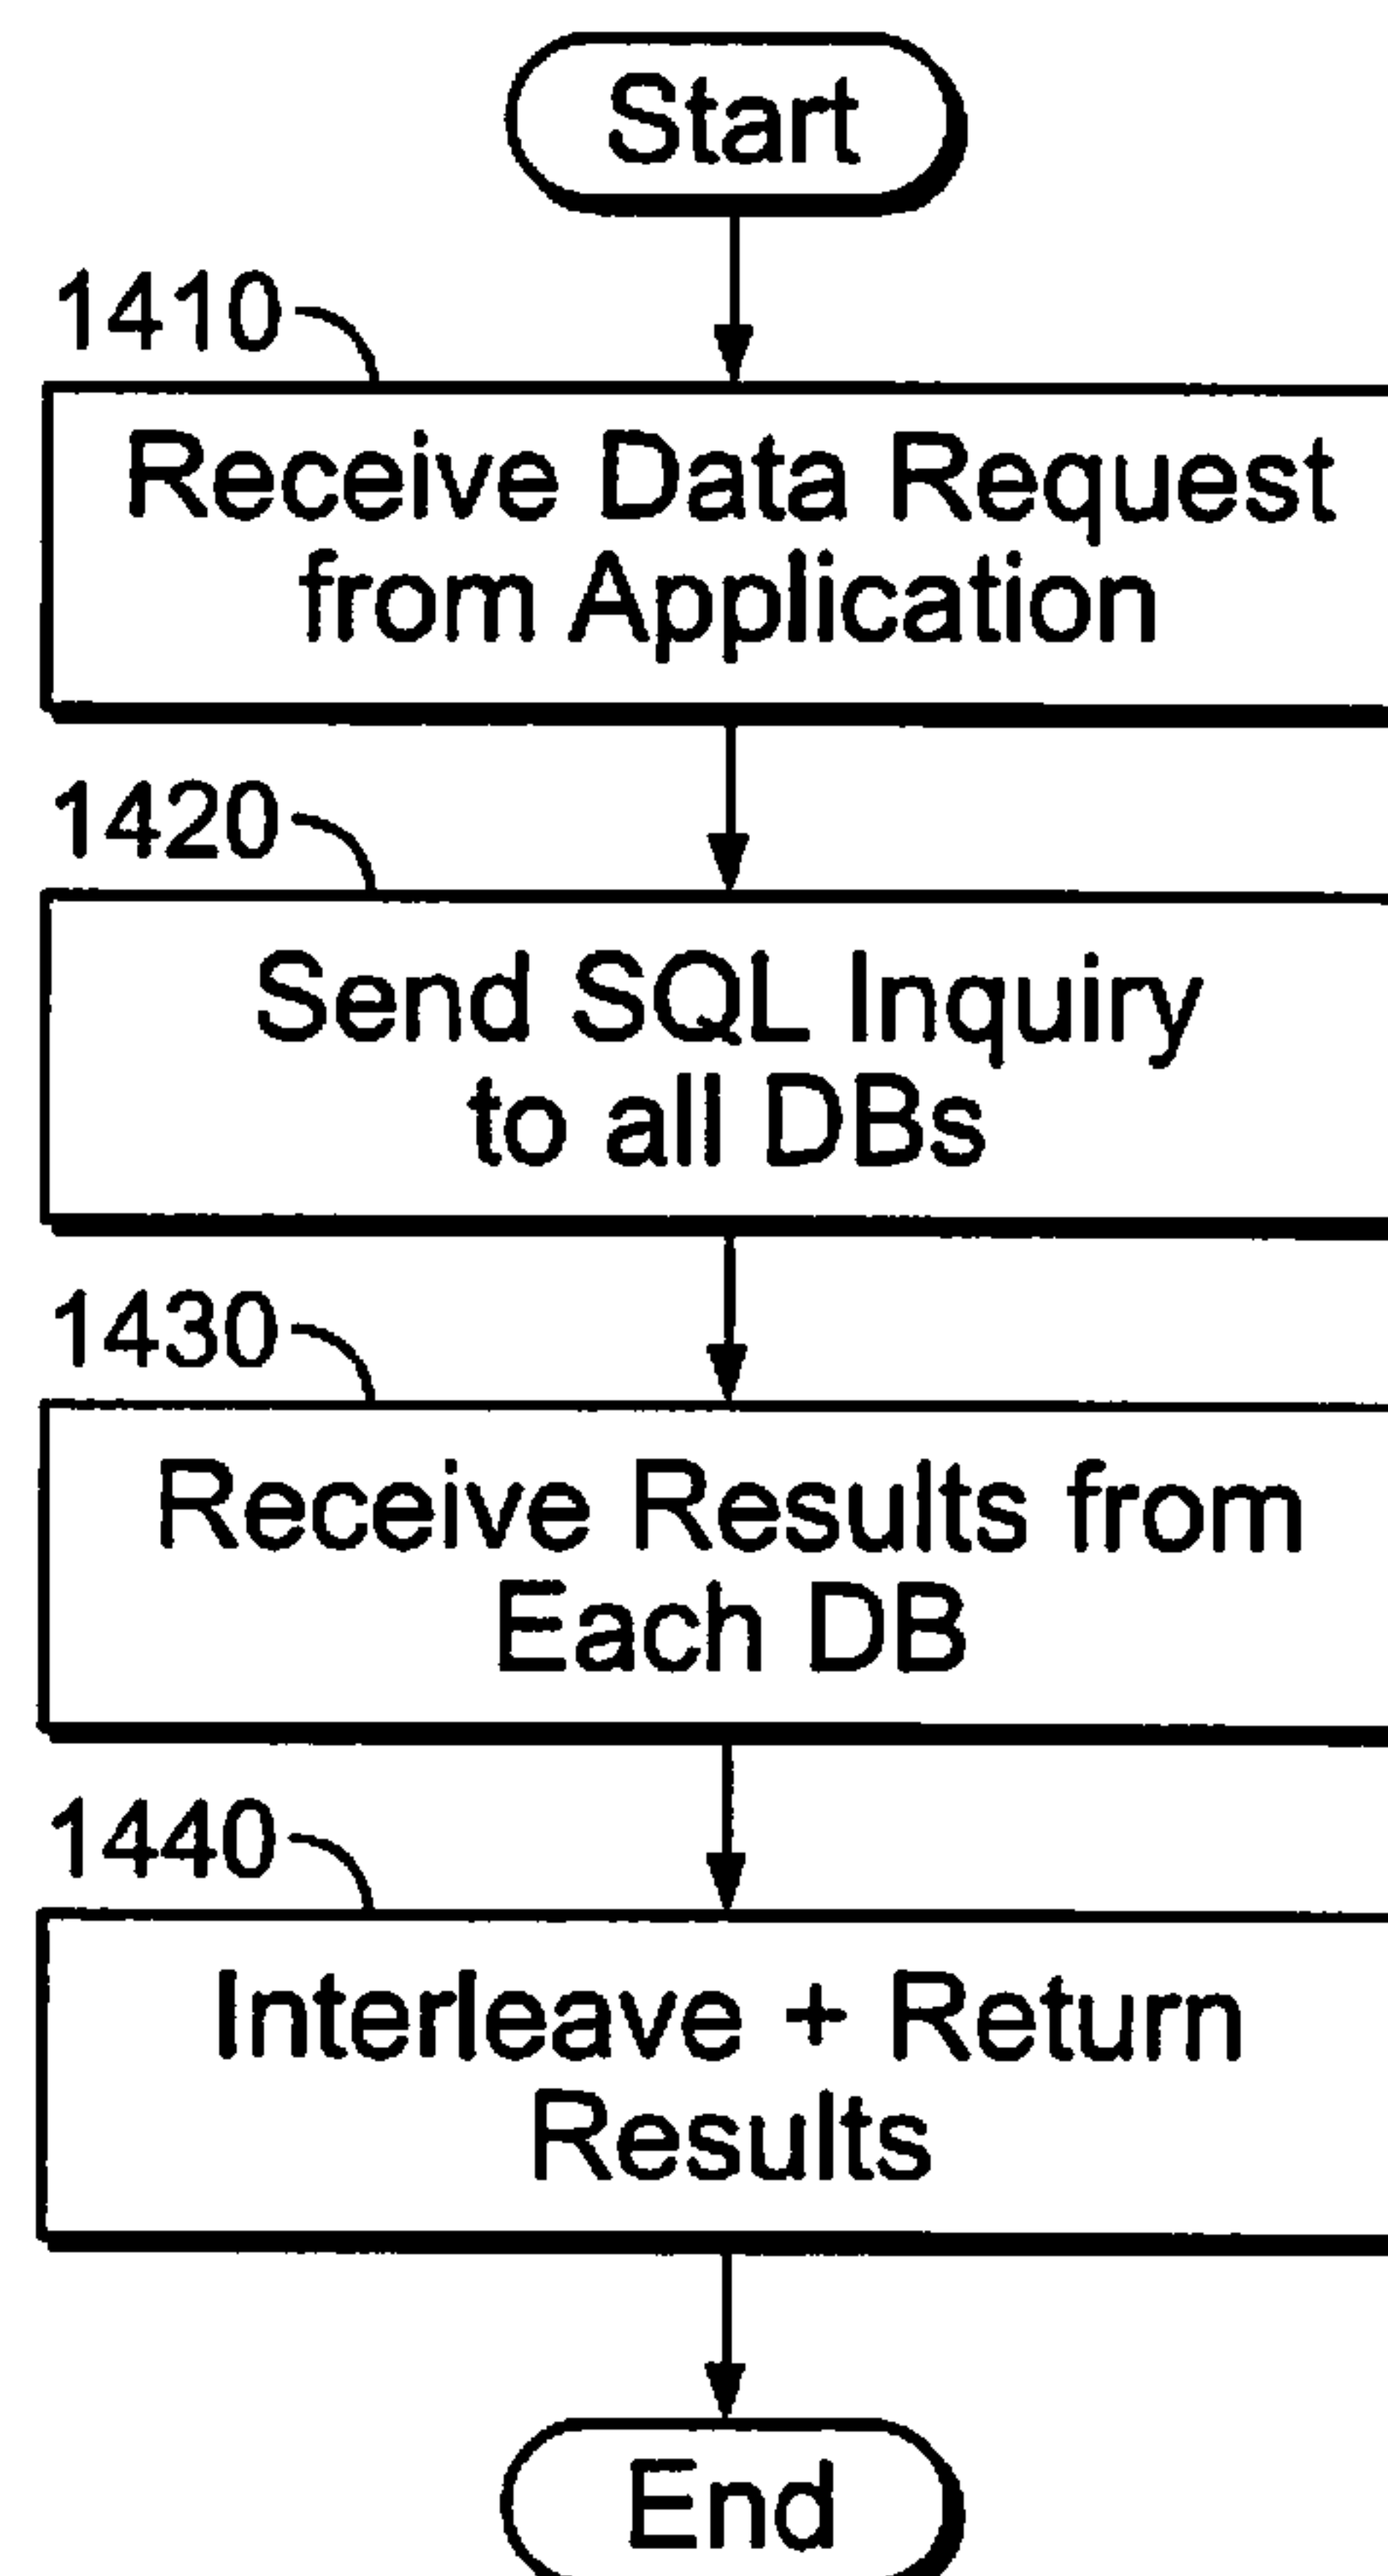 Start
1410
Receive Data Request
from Application
1420
Send SQL Inquiry
to all DBs
1430
Receive Results from
Each DB
1440
Interleave + Return
Results
End